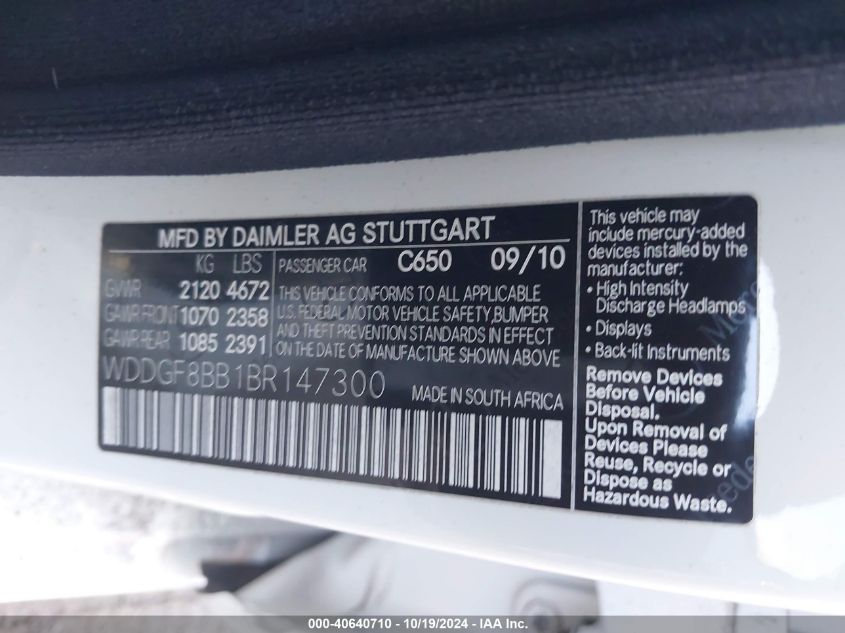 MFD BY DAIMLER AG STUTTGART
KG LBS
GVWR 2120 4672
GAWR FRONT 1070 2358
GAWR REAR 1085 2391
PASSENGER CAR C650 09/10
THIS VEHICLE CONFORMS TO ALL APPLICABLE
U.S. FEDERAL MOTOR VEHICLE SAFETY, BUMPER
AND THEFT PREVENTION STANDARDS IN EFFECT
ON THE DATE OF MANUFACTURE SHOWN ABOVE
WDDGF8BB1BR147300 MADE IN SOUTH AFRICA
This vehicle may
include mercury-added
devices installed by the
manufacturer:
• High Intensity
Discharge Headlamps
• Displays
• Back-lit Instruments
Remove Devices
Before Vehicle
Disposal.
Upon Removal of
Devices Please
Reuse, Recycle or
Dispose as
Hazardous Waste.
000-40640710 - 10/19/2024 - IAA Inc.